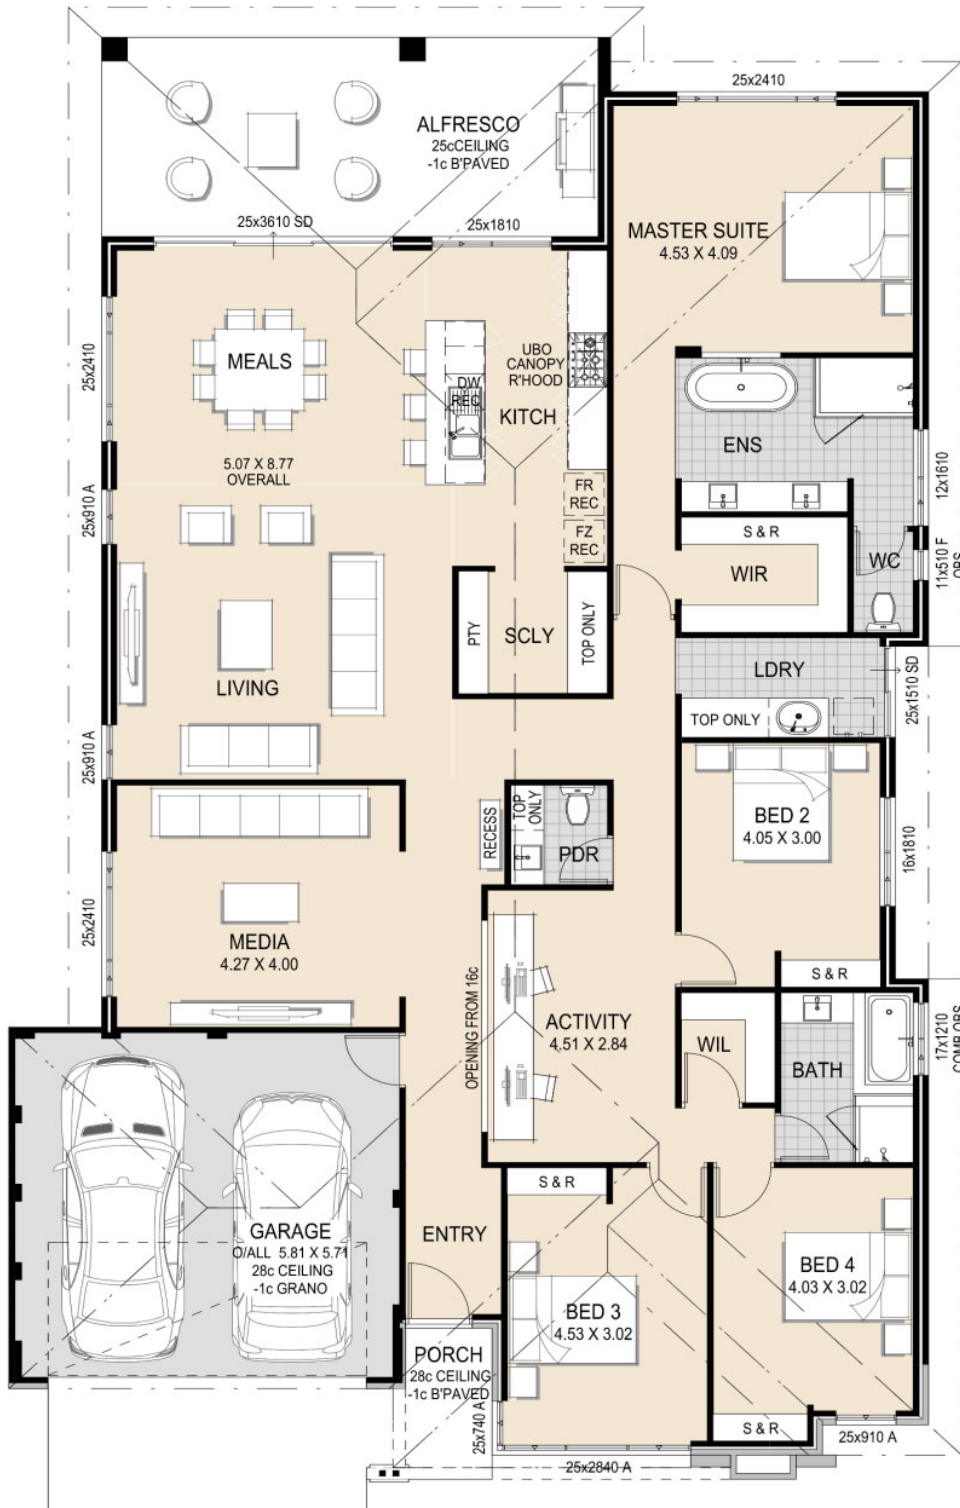 25x2410
ALFRESCO
25cCEILING
-1c B'PAVED
25x3610 SD
25x1810
MASTER SUITE
4.53 X 4.09
25x2410
MEALS
UBO
CANOPY
R'HOOD
DW
REC
KITCH
5.07 X 8.77
OVERALL
25x910 A
FR
REC
FZ
REC
ENS
12x1610
S & R
WIR
WC
11x510 F
OBS
PTY
SCLY
TOP ONLY
LIVING
LDRY
TOP ONLY
25x1510 SD
25x910 A
RECESS
TOP
ONLY
PDR
BED 2
4.05 X 3.00
16x1810
25x2410
MEDIA
4.27 X 4.00
S & R
OPENING FROM 16c
ACTIVITY
4.51 X 2.84
WIL
BATH
17x1210
COMB OBS
S & R
GARAGE
O/ALL 5.81 X 5.71
28c CEILING
-1c GRANO
ENTRY
BED 3
4.53 X 3.02
BED 4
4.03 X 3.02
PORCH
28c CEILING
-1c B'PAVED
25x740 A
S & R
25x910 A
25x2840 A